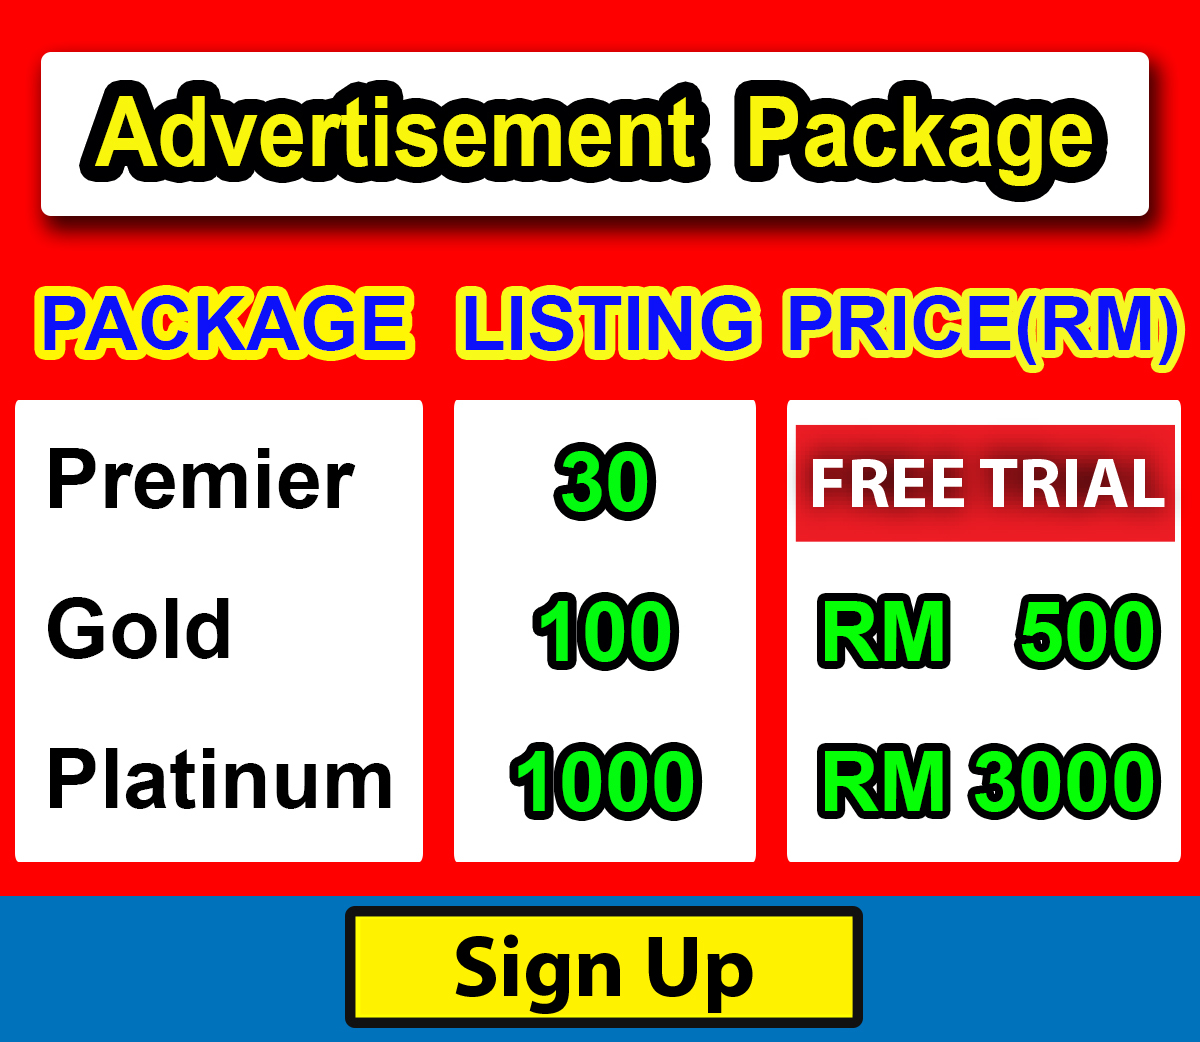 Advertisement Package
PACKAGE LISTING PRICE(RM)
Premier 30 FREE TRIAL
Gold 100 RM 500
Platinum 1000 RM 3000
Sign Up